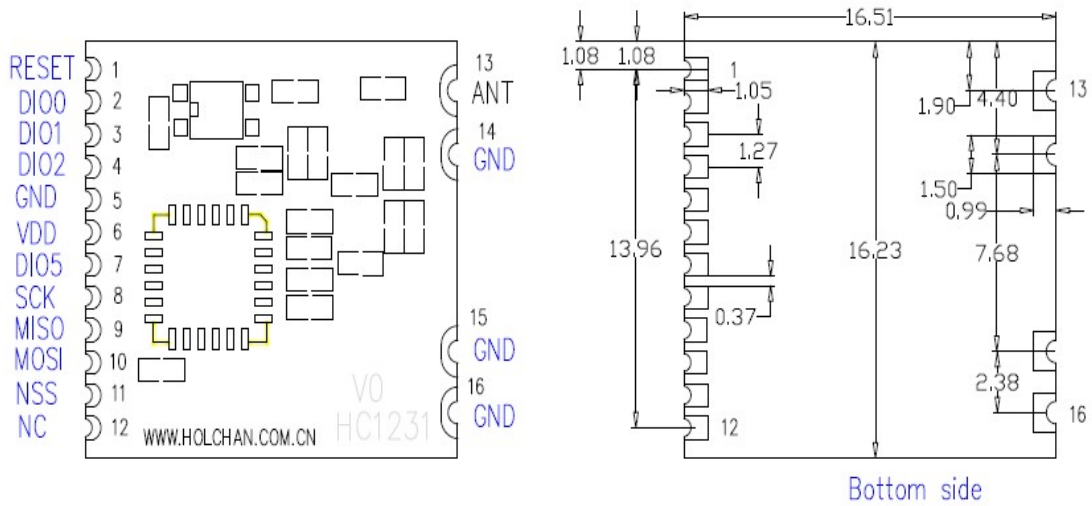 RESET 1
DIO0 2
DIO1 3
DIO2 4
GND 5
VDD 6
DIO5 7
SCK 8
MISO 9
MOSI 10
NSS 11
NC 12
13
ANT
14
GND
15
GND
16
GND
V0
HC1231
WWW.HOLCHAN.COM.CN
16.51
1.08 1.08
1
1.05
1.90
4.40
13
1.27
1.50
0.99
13.96
16.23
7.68
0.37
2.38
12
16
Bottom side